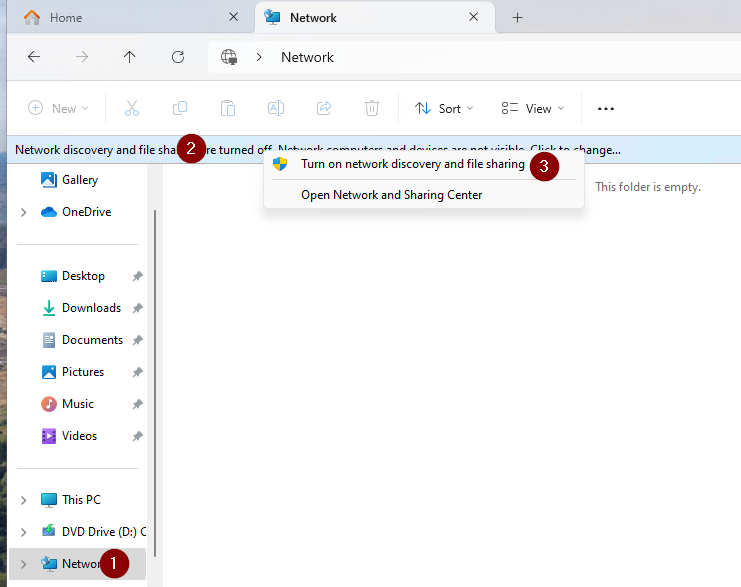 Home
Network
Network
New
Sort
View
Network discovery and file sha 2 re turned off. Network computers and devices are not visible. Click to change...
Turn on network discovery and file sharing 3
Open Network and Sharing Center
This folder is empty.
Gallery
OneDrive
Desktop
Downloads
Documents
Pictures
Music
Videos
This PC
DVD Drive (D:) C
Networ 1